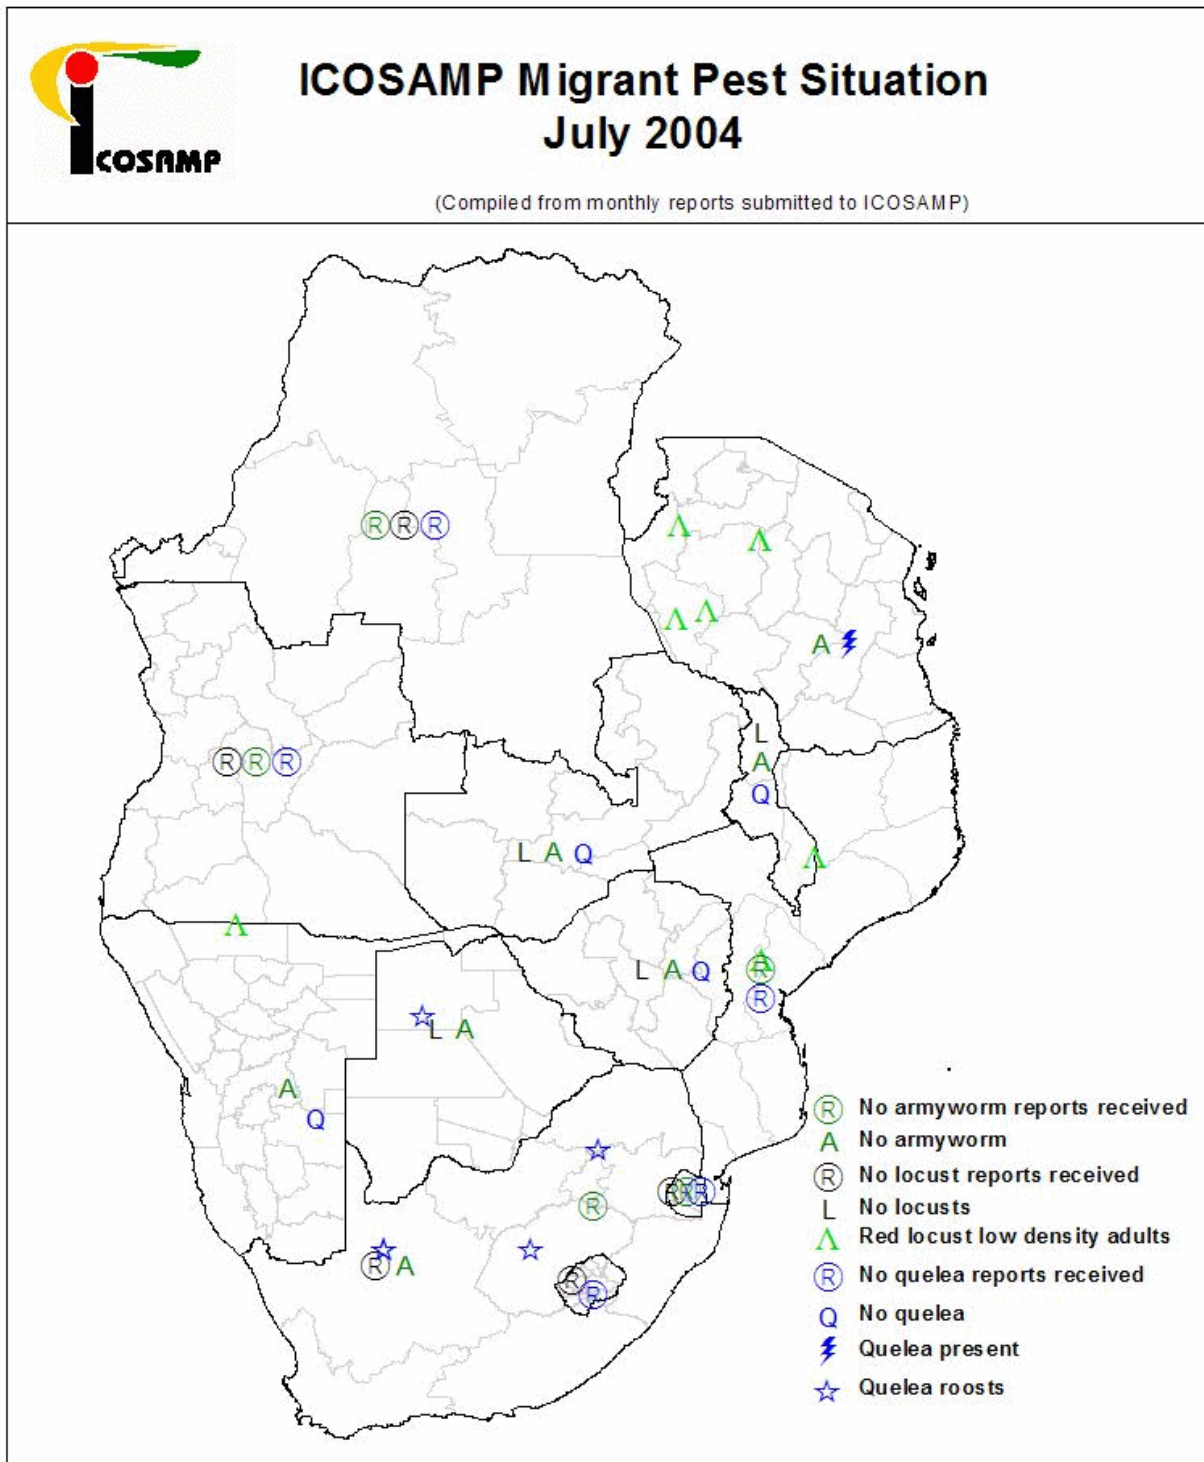 ICOSAMP Migrant Pest Situation
July 2004
COSAMP
(Compiled from monthly reports submitted to ICOSAMP)
R R R
A
L
A
Q
R R R
L A Q
L A Q
R
R
L A
A
Q
R R R
R
R A
R
R
R No armyworm reports received
A No armyworm
R No locust reports received
L No locusts
Λ Red locust low density adults
R No quelea reports received
Q No quelea
Quelea present
Quelea roosts